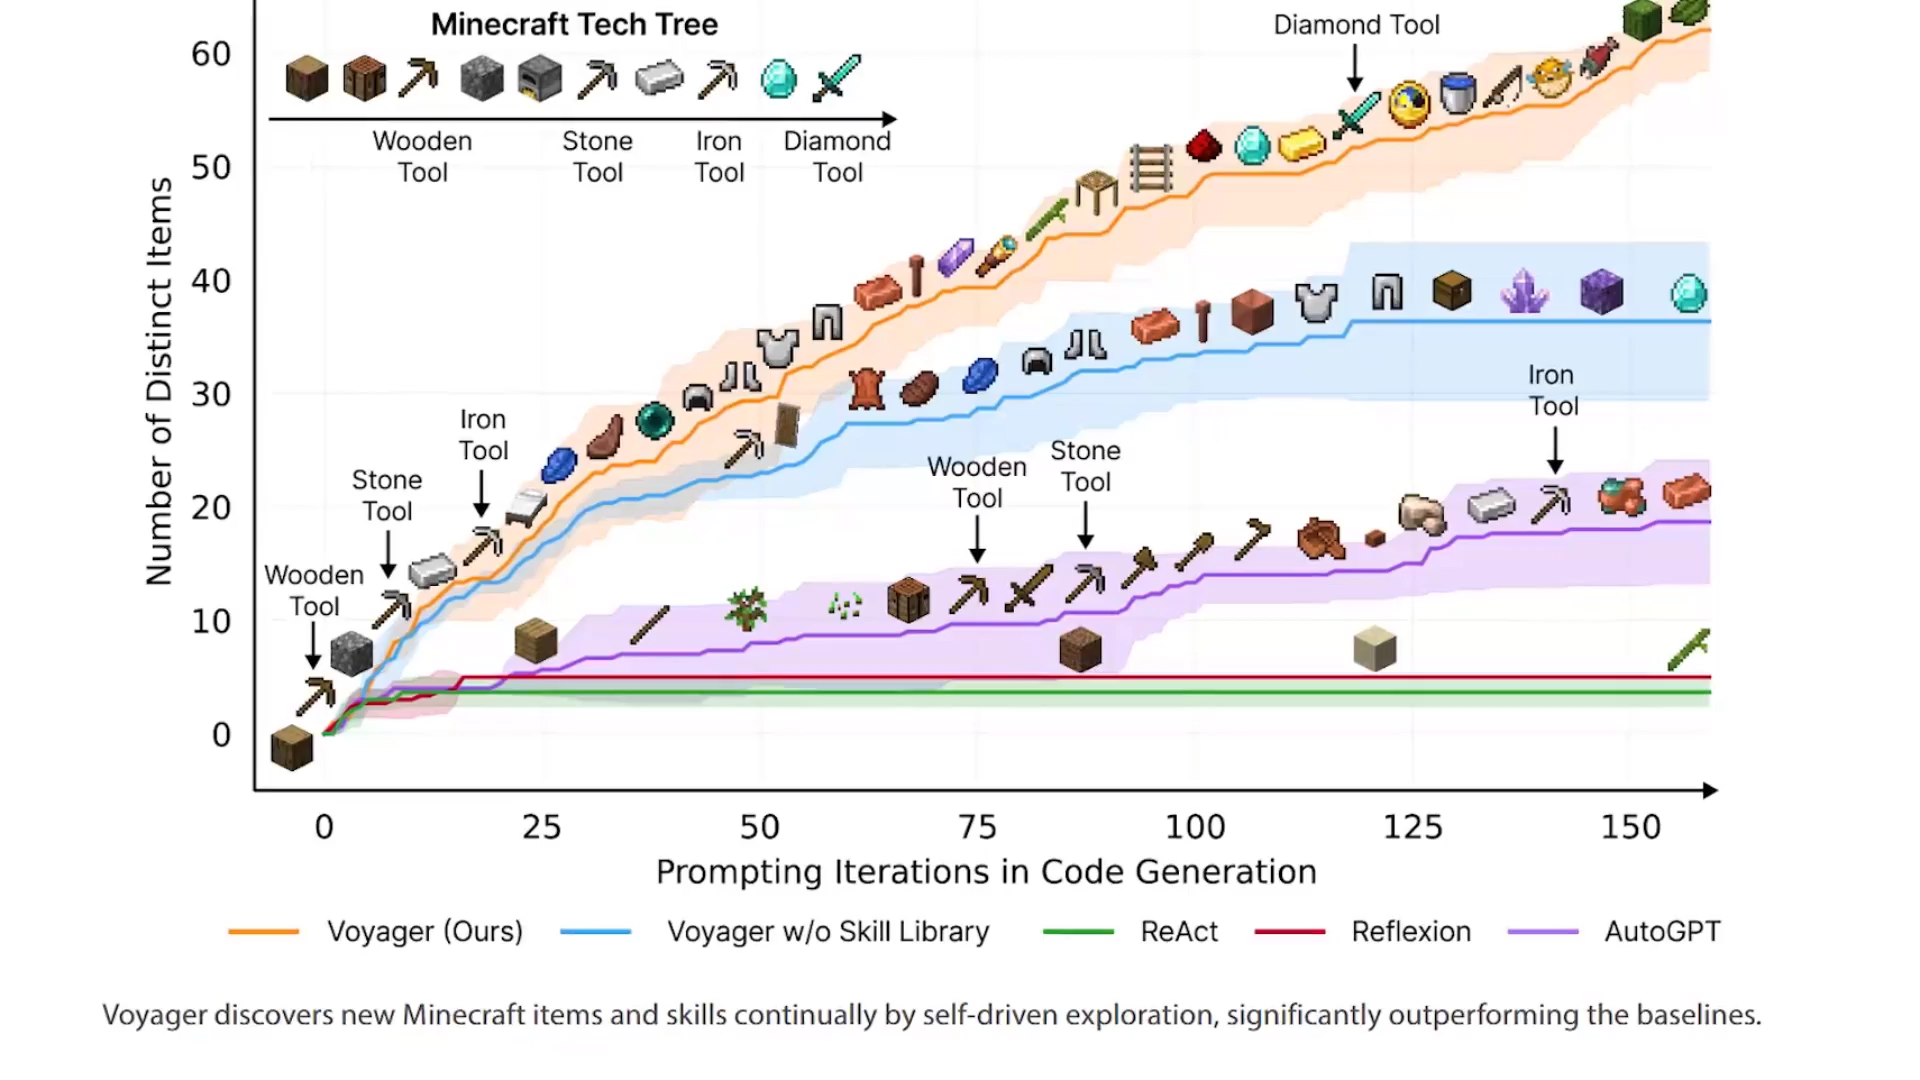 Minecraft Tech Tree
Wooden
Tool
Stone
Tool
Iron
Tool
Diamond
Tool
Diamond Tool
Number of Distinct Items
60
50
40
30
20
10
0
Wooden
Tool
Stone
Tool
Iron
Tool
Wooden
Tool
Stone
Tool
Iron
Tool
0 25 50 75 100 125 150
Prompting Iterations in Code Generation
Voyager (Ours) Voyager w/o Skill Library ReAct Reflexion AutoGPT
Voyager discovers new Minecraft items and skills continually by self-driven exploration, significantly outperforming the baselines.